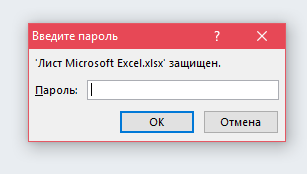 Введите пароль ?
'Лист Microsoft Excel.xlsx' защищен.
Пароль:
ОК Отмена